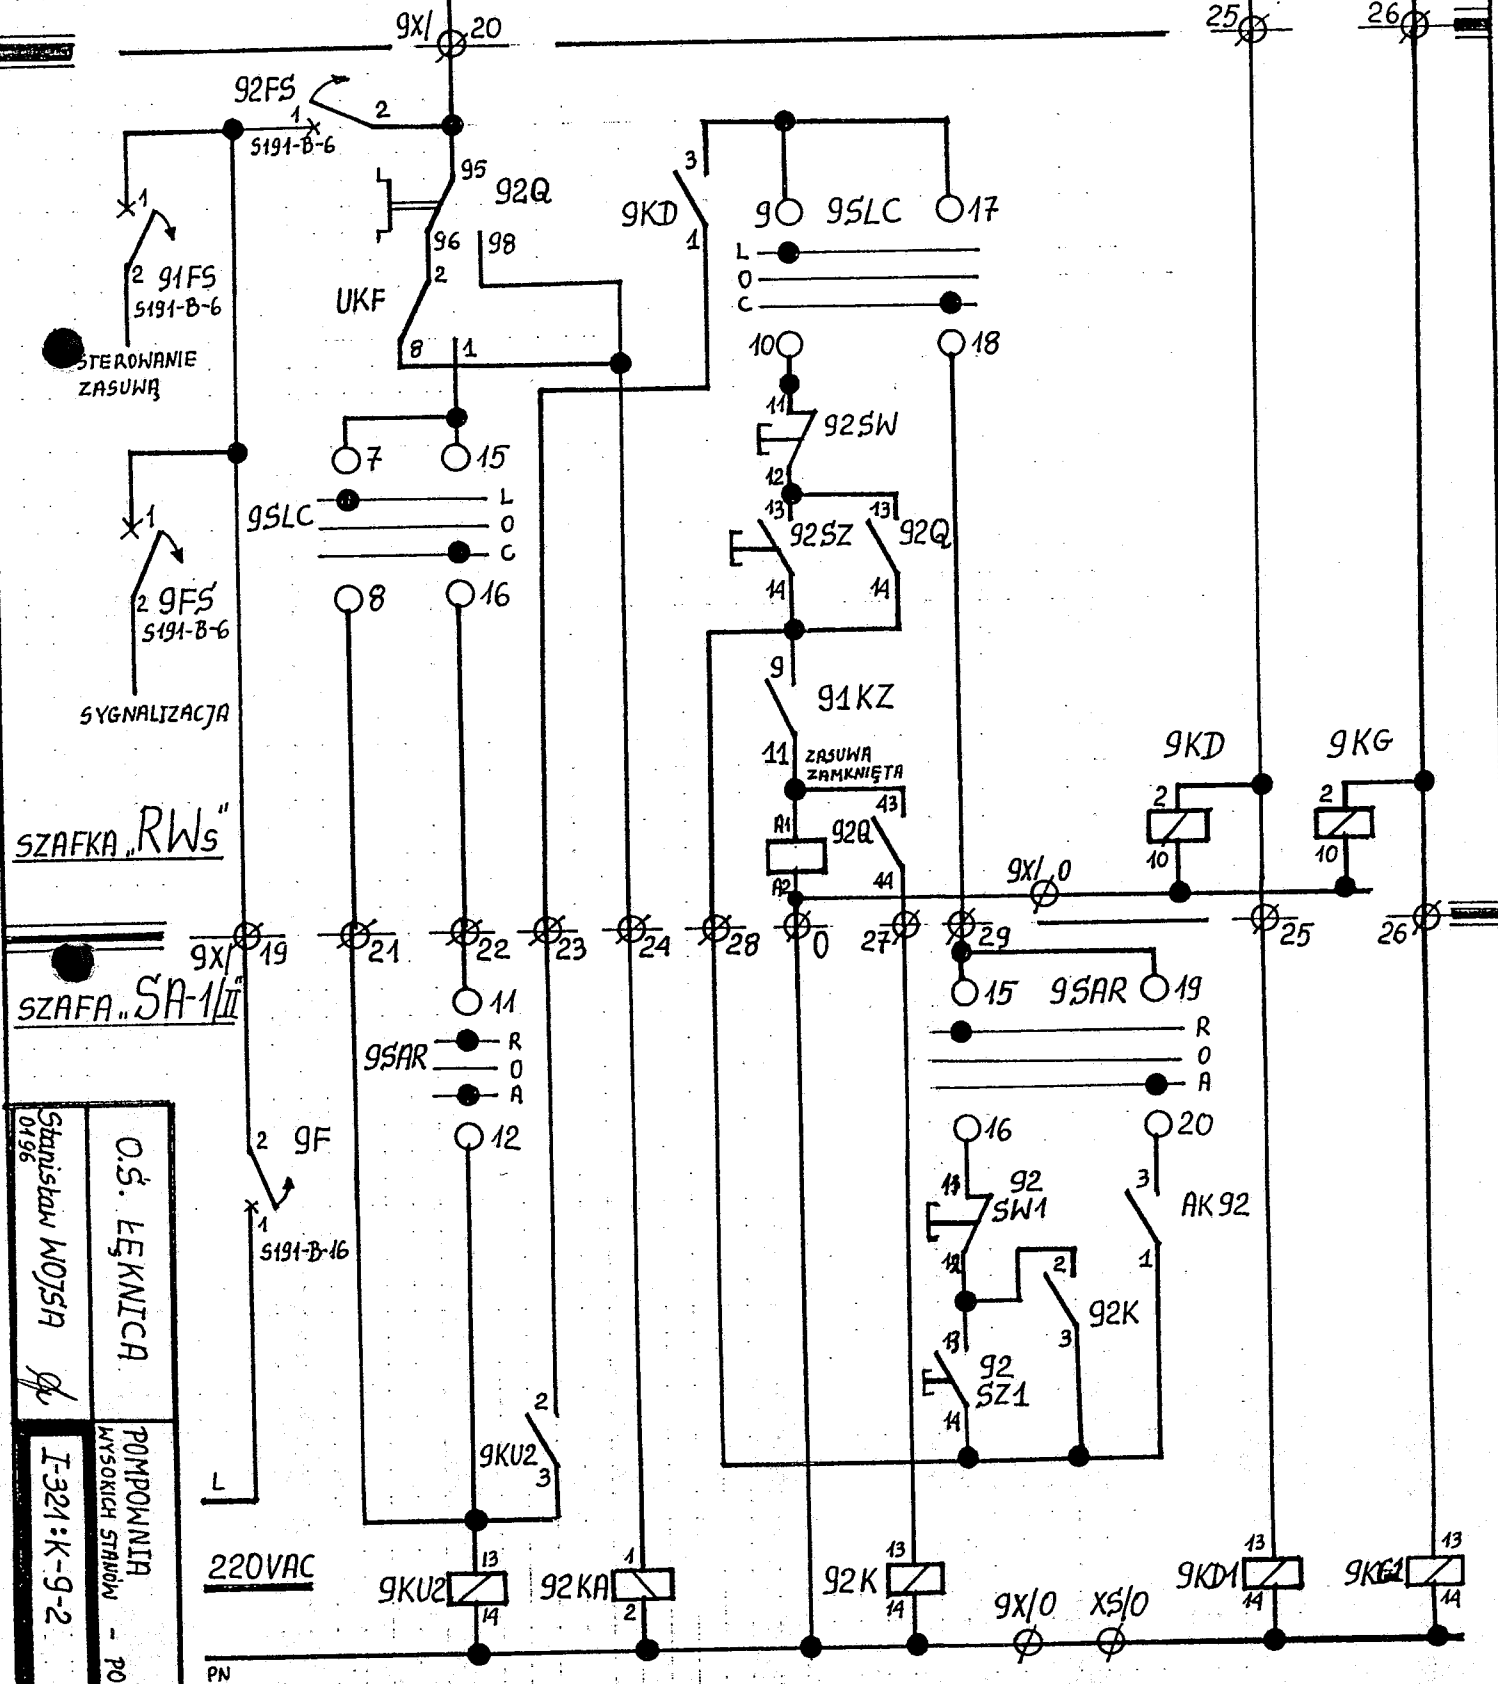 9X/ 20
25
26
92FS
1
2
S191-B-6
95
92Q
96
98
1
2
91FS
S191-B-6
STEROWANIE
ZASUWĄ
UKF
2
8
1
3
9KD
1
9
9SLC
17
L
O
C
10
18
11
92SW
12
7
15
9SLC
L
O
C
8
16
1
2
9FS
S191-B-6
SYGNALIZACJA
13
92SZ
14
13
92Q
14
9
91KZ
11
ZASUWA
ZAMKNIĘTA
A1
A2
43
92Q
44
9KD
2
10
9KG
2
10
9X/ 0
SZAFKA „RWs"
9X/ 19
21
22
23
24
28
0
27
29
25
26
SZAFA „SA-1/II"
11
9SAR
R
O
A
12
15
9SAR
19
R
O
A
16
20
2
9F
1
S191-B-16
11
92
SW1
12
2
92K
3
3
AK92
1
13
92
SZ1
14
2
9KU2
3
L
220VAC
13
9KU2
14
1
92KA
2
13
92K
14
9X/0
XS/0
13
9KD1
14
13
9KG1
14
PN
O.Ś. ŁĘKNICA
Stanisław WOJSA
0196
POMPOWNIA
WYSOKICH STANÓW - PO
I-321:K-9-2